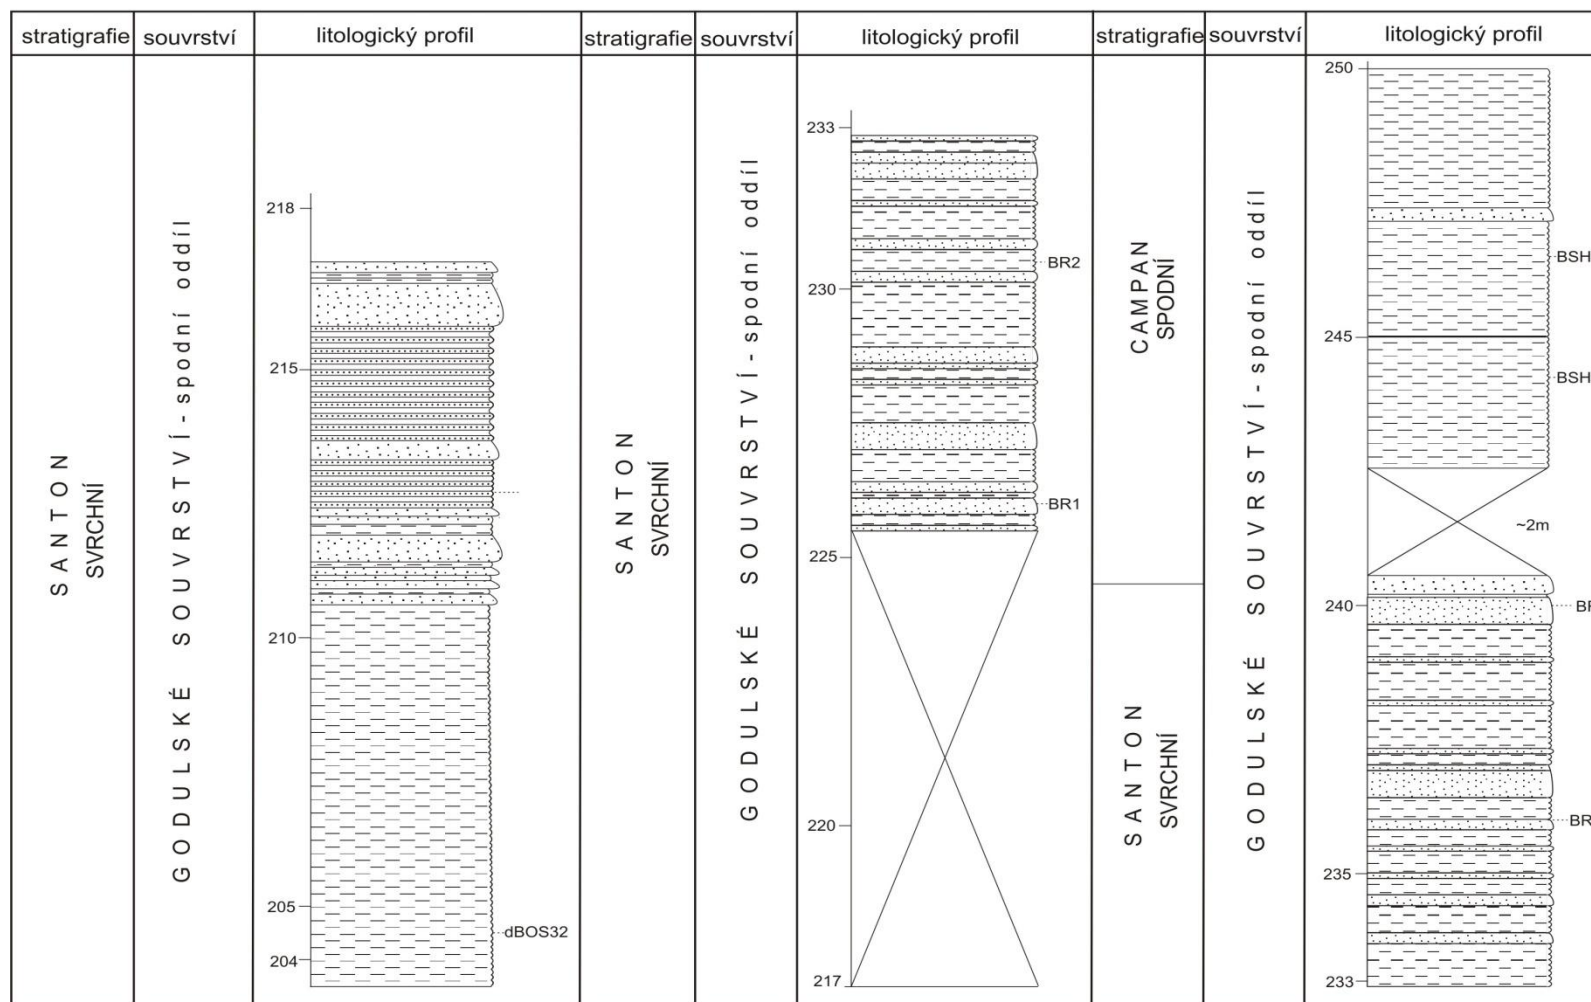 stratigrafie souvrství litologický profil stratigrafie souvrství litologický profil stratigrafie souvrství litologický profil
SANTON
SVRCHNÍ
GODULSKÉ SOUVRSTVÍ-spodní oddíl
218
215
210
205
dBOS32
204
SANTON
SVRCHNÍ
GODULSKÉ SOUVRSTVÍ-spodní oddíl
233
BR2
230
BR1
225
220
217
CAMPAN
SPODNÍ
SANTON
SVRCHNÍ
GODULSKÉ SOUVRSTVÍ-spodní oddíl
250
BSH
245
BSH
~2m
240
BR
235
233